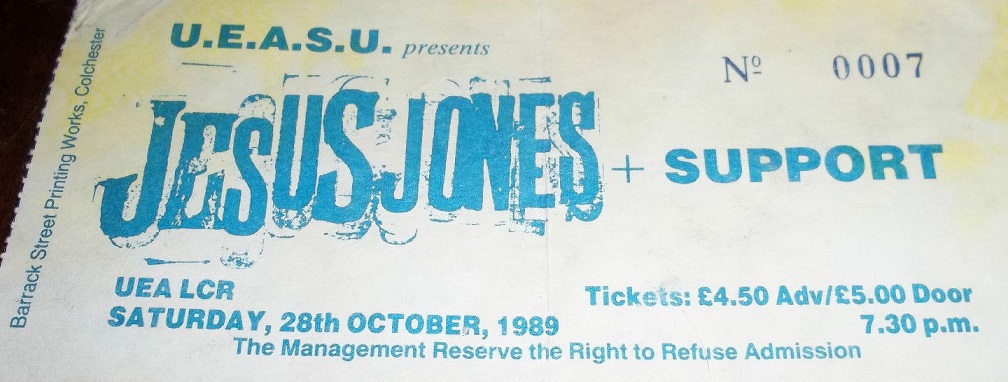 U.E.A.S.U. presents
Nº 0007
JESUS JONES + SUPPORT
UEA LCR
SATURDAY, 28th OCTOBER, 1989
Tickets: £4.50 Adv/£5.00 Door
7.30 p.m.
The Management Reserve the Right to Refuse Admission
Barrack Street Printing Works, Colchester